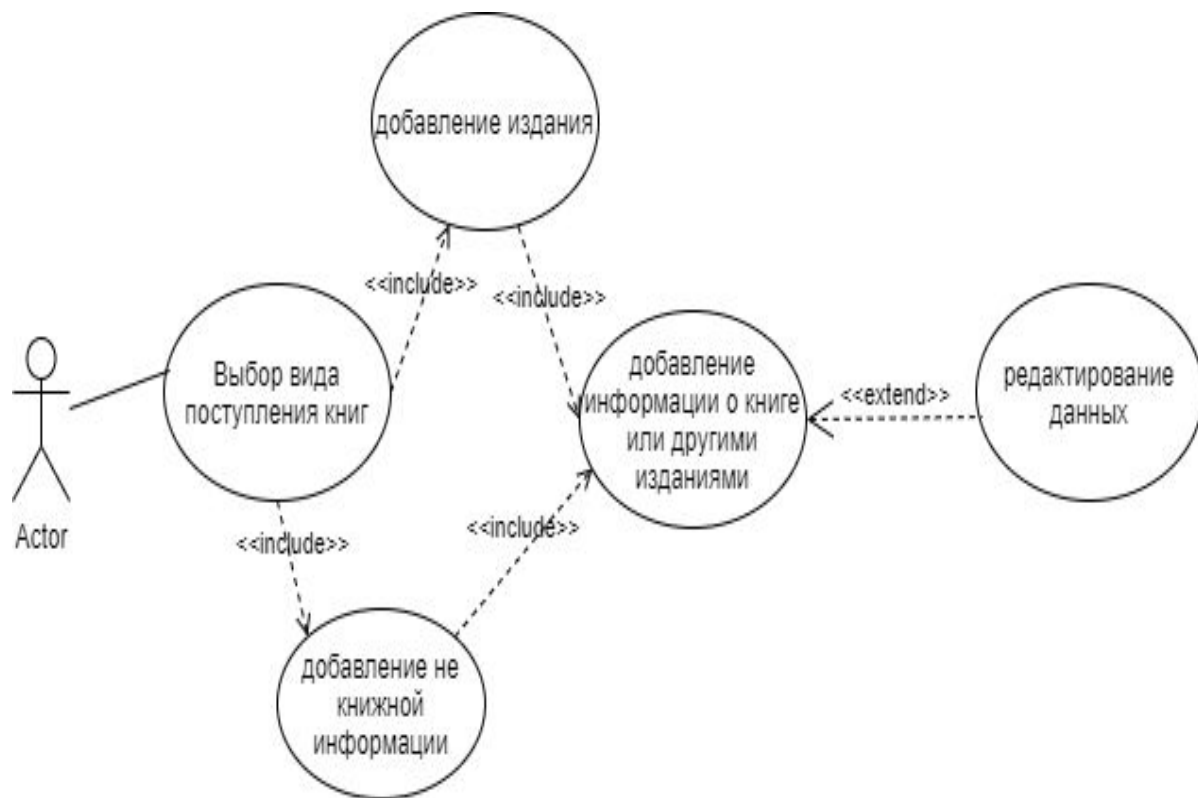 добавление издания
<<include>>
<<include>>
Выбор вида
поступления книг
добавление
информации о книге
или другими
изданиями
<<extend>>
редактирование
данных
Actor
<<include>>
<<include>>
добавление не
книжной
информации